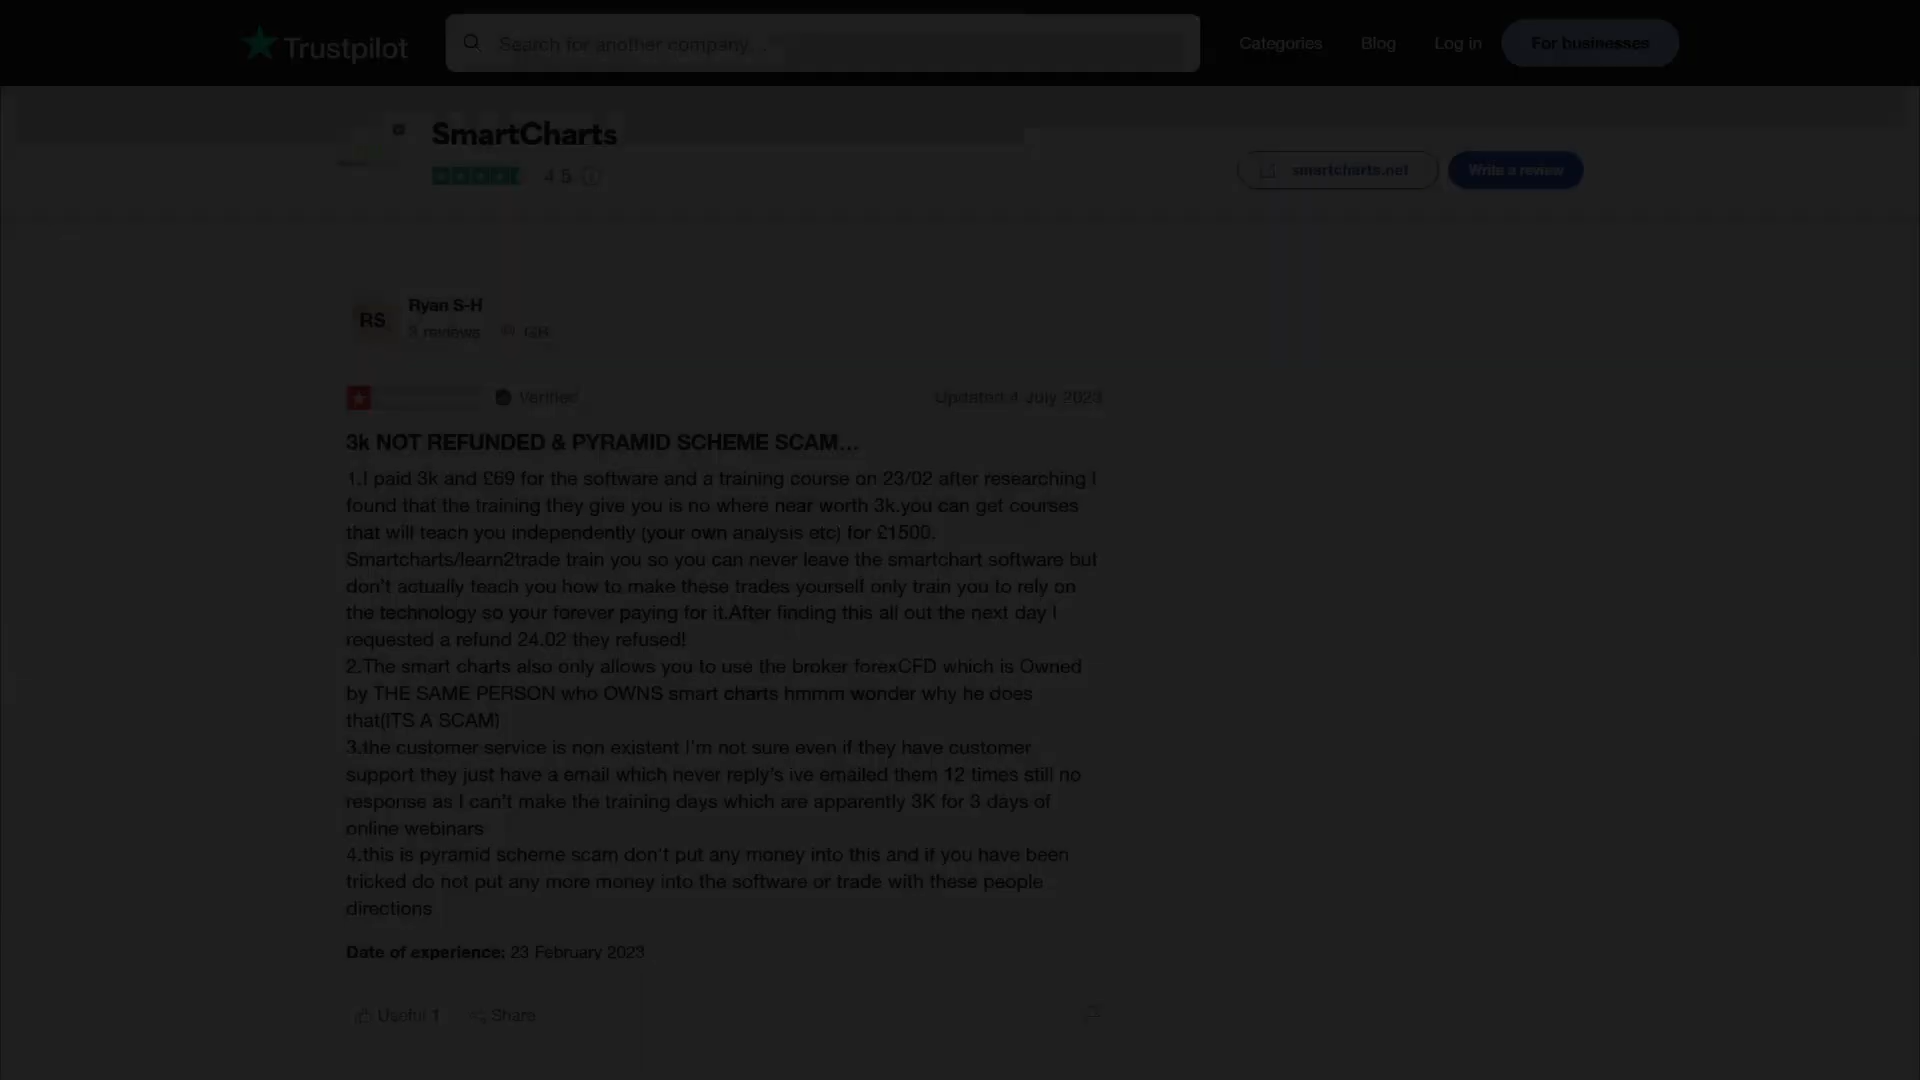 Trustpilot
Search for another company...
Categories
Blog
Log in
For businesses
SmartCharts
4.5
smartcharts.net
Write a review
RS
Ryan S-H
3 reviews
GB
Verified
Updated 4 July 2023
3k NOT REFUNDED & PYRAMID SCHEME SCAM…
1.I paid 3k and £69 for the software and a training course on 23/02 after researching I
found that the training they give you is no where near worth 3k.you can get courses
that will teach you independently (your own analysis etc) for £1500.
Smartcharts/learn2trade train you so you can never leave the smartchart software but
don't actually teach you how to make these trades yourself only train you to rely on
the technology so your forever paying for it.After finding this all out the next day I
requested a refund 24.02 they refused!
2.The smart charts also only allows you to use the broker forexCFD which is Owned
by THE SAME PERSON who OWNS smart charts hmmm wonder why he does
that(ITS A SCAM)
3.the customer service is non existent I'm not sure even if they have customer
support they just have a email which never reply's ive emailed them 12 times still no
response as I can't make the training days which are apparently 3K for 3 days of
online webinars
4.this is pyramid scheme scam don't put any money into this and if you have been
tricked do not put any more money into the software or trade with these people
directions
Date of experience: 23 February 2023
Useful 1
Share